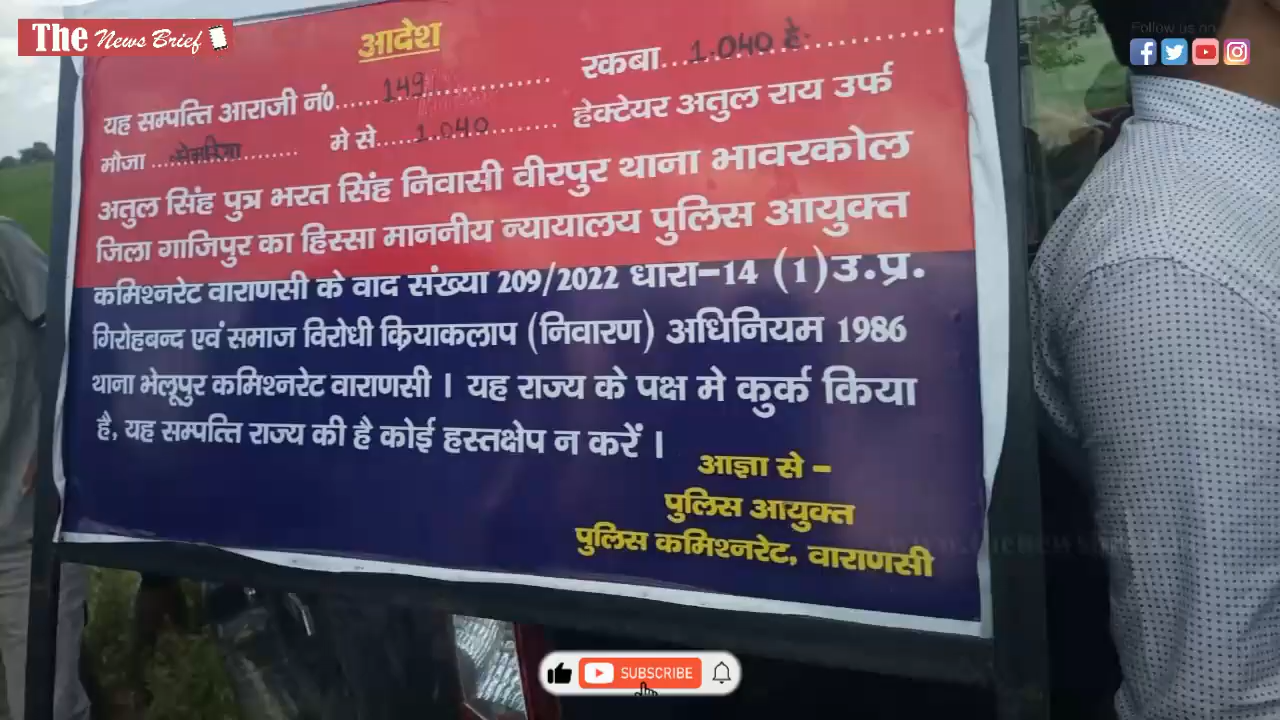 The News Brief
Follow us on
आदेश
यह सम्पत्ति आराजी नं0...... 149 ............... रकबा...1.040 हे.................
मौजा ..................... मे से......1.040............ हेक्टेयर अतुल राय उर्फ
अतुल सिंह पुत्र भरत सिंह निवासी वीरपुर थाना भावरकोल
जिला गाजिपुर का हिस्सा माननीय न्यायालय पुलिस आयुक्त
कमिश्नरेट वाराणसी के वाद संख्या 209/2022 धारा-14 (1) उ.प्र.
गिरोहबन्द एवं समाज विरोधी क्रियाकलाप (निवारण) अधिनियम 1986
थाना भेलूपुर कमिश्नरेट वाराणसी । यह राज्य के पक्ष मे कुर्क किया
है, यह सम्पत्ति राज्य की है कोई हस्तक्षेप न करें ।
आज्ञा से -
पुलिस आयुक्त
पुलिस कमिश्नरेट, वाराणसी
SUBSCRIBE